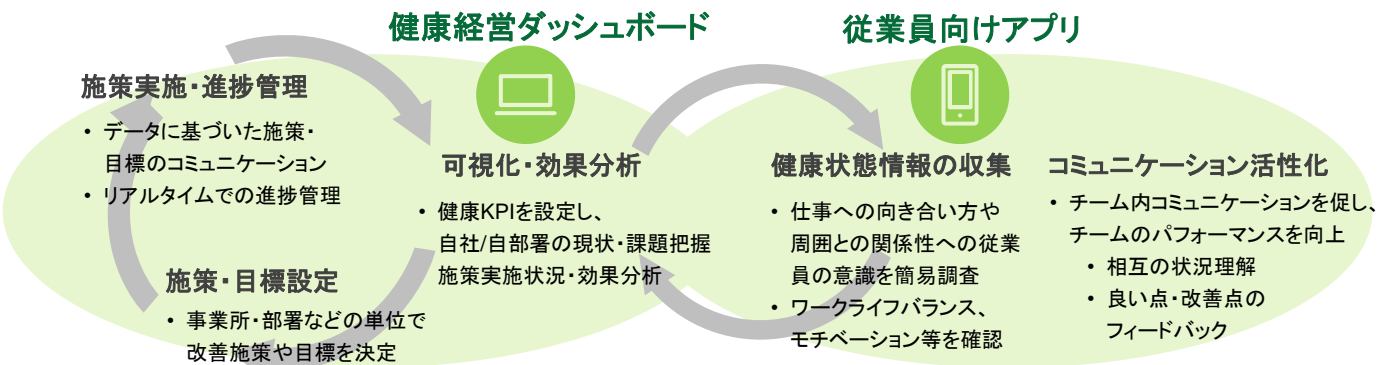 健康経営ダッシュボード
従業員向けアプリ
施策実施・進捗管理
• データに基づいた施策・
目標のコミュニケーション
• リアルタイムでの進捗管理
施策・目標設定
• 事業所・部署などの単位で
改善施策や目標を決定
可視化・効果分析
• 健康KPIを設定し、
自社/自部署の現状・課題把握
施策実施状況・効果分析
健康状態情報の収集
• 仕事への向き合い方や
周囲との関係性への従業
員の意識を簡易調査
• ワークライフバランス、
モチベーション等を確認
コミュニケーション活性化
• チーム内コミュニケーションを促し、
チームのパフォーマンスを向上
• 相互の状況理解
• 良い点・改善点の
フィードバック